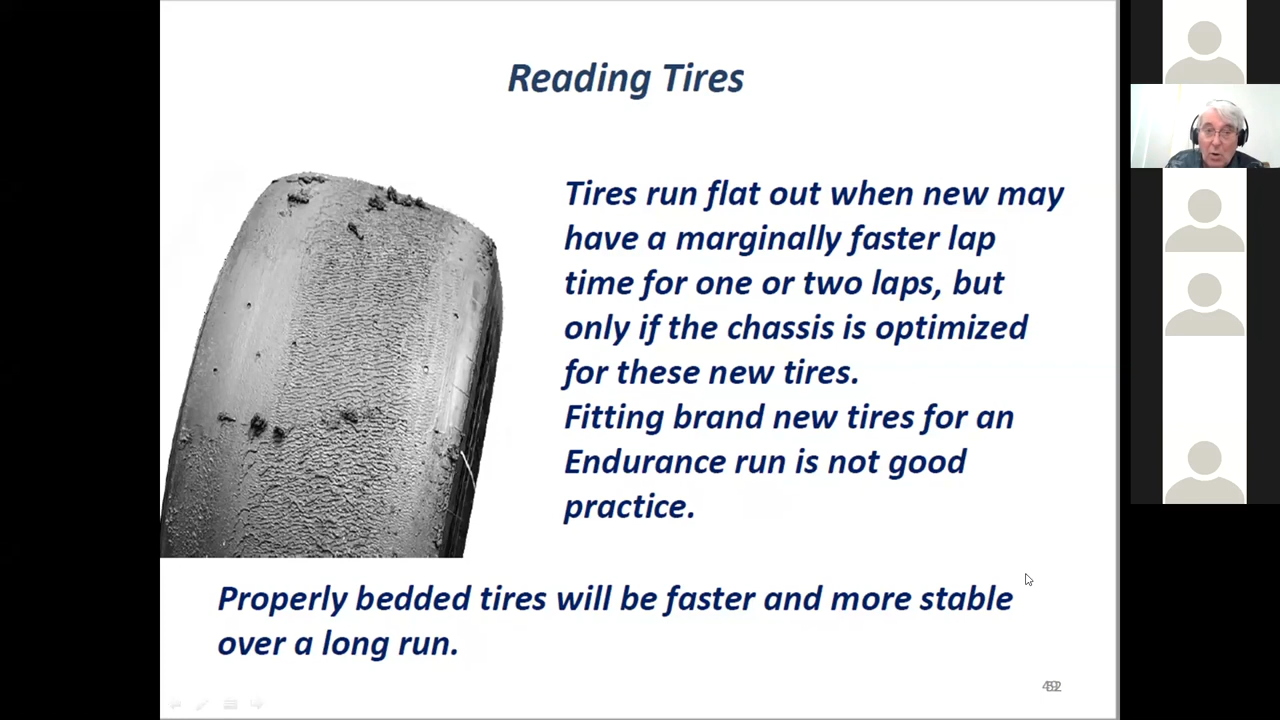 Reading Tires
Tires run flat out when new may
have a marginally faster lap
time for one or two laps, but
only if the chassis is optimized
for these new tires.
Fitting brand new tires for an
Endurance run is not good
practice.
Properly bedded tires will be faster and more stable
over a long run.